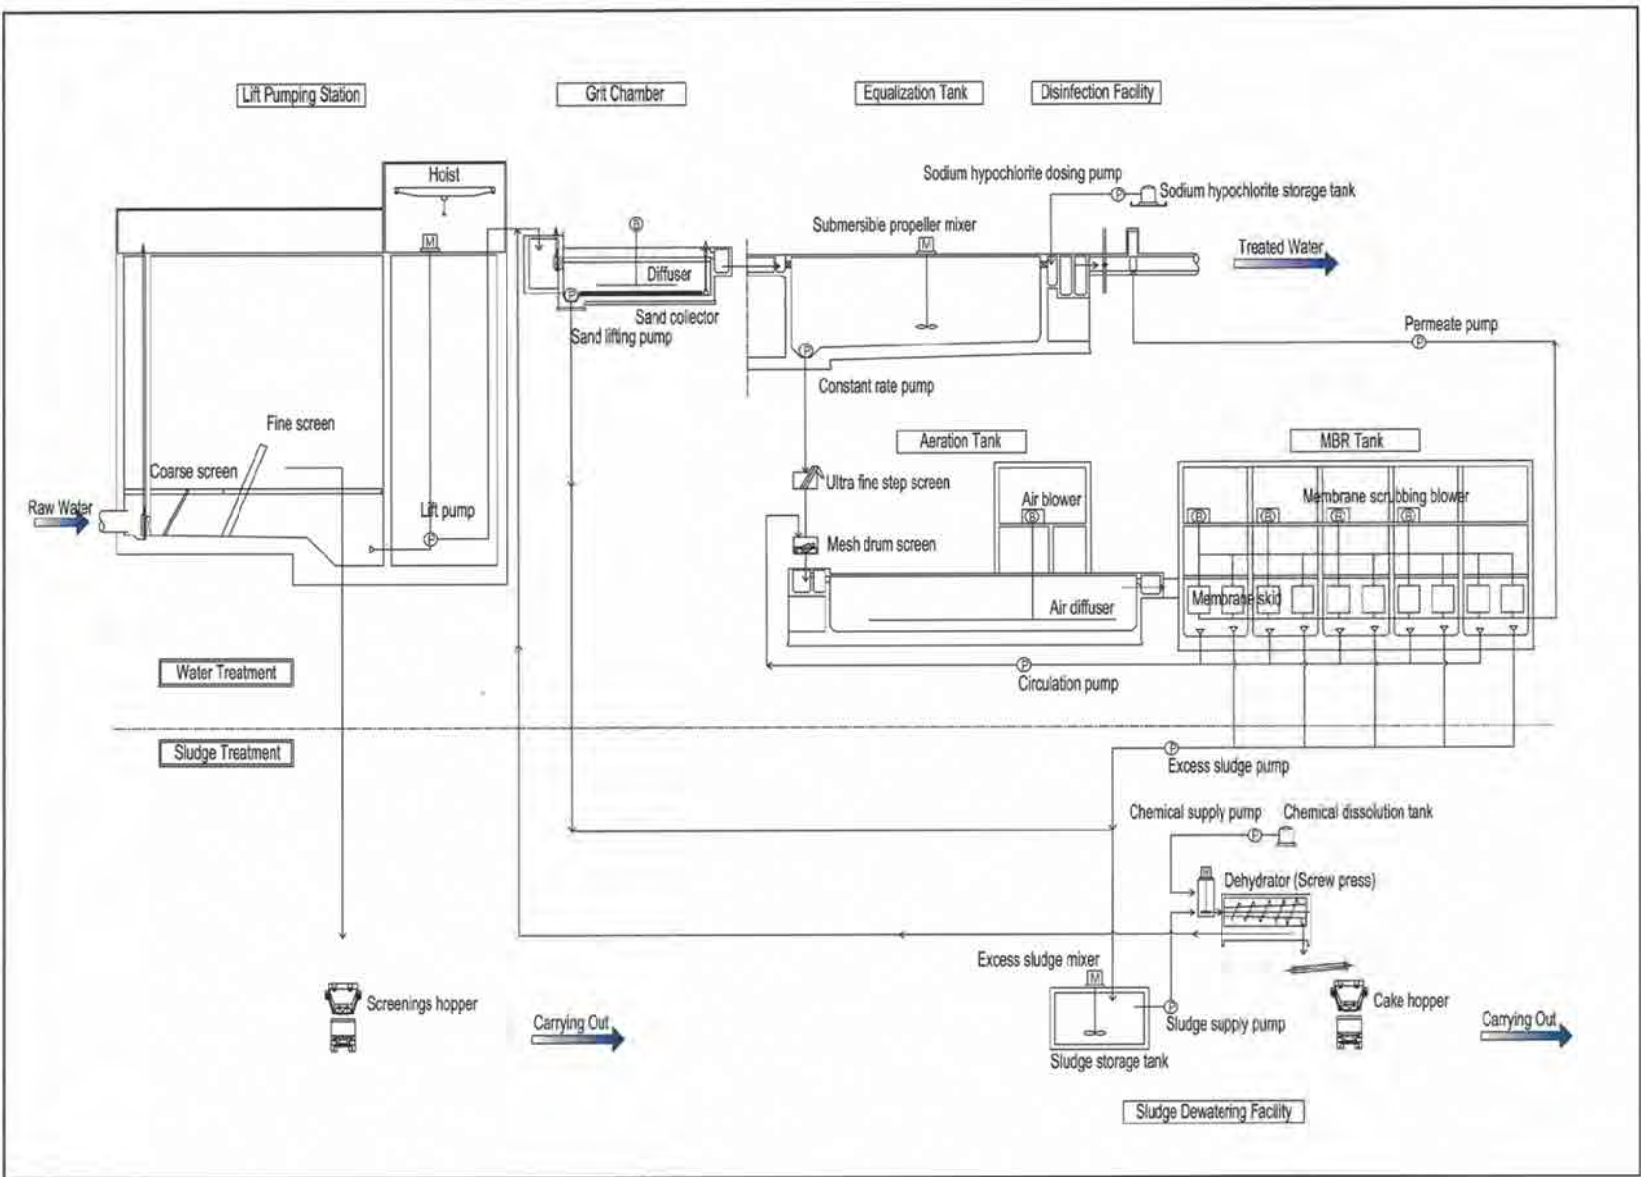 Lift Pumping Station
Grit Chamber
Equalization Tank
Disinfection Facility
Hoist
M
B
Diffuser
P
Sand collector
Sand lifting pump
Submersible propeller mixer
M
Sodium hypochlorite dosing pump
P
Sodium hypochlorite storage tank
Treated Water
Permeate pump
P
P
Constant rate pump
Fine screen
Coarse screen
Raw Water
Lift pump
P
Aeration Tank
MBR Tank
Ultra fine step screen
Air blower
B
Membrane scrubbing blower
B
B
B
B
Mesh drum screen
Air diffuser
Membrane skid
P
Circulation pump
Water Treatment
Sludge Treatment
P
Excess sludge pump
Chemical supply pump
P
Chemical dissolution tank
M
Dehydrator (Screw press)
Excess sludge mixer
M
P
Sludge supply pump
Sludge storage tank
Screenings hopper
Carrying Out
Cake hopper
Carrying Out
Sludge Dewatering Facility